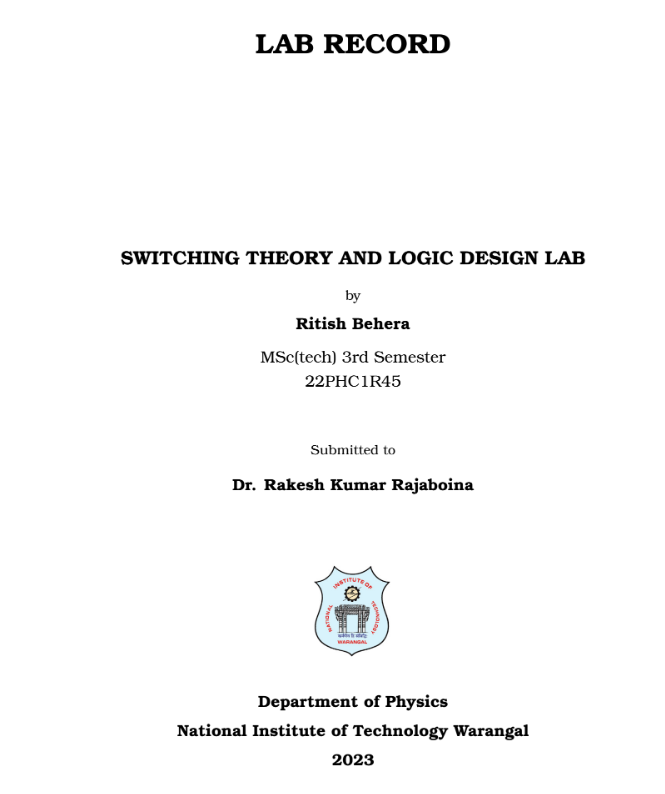 LAB RECORD
SWITCHING THEORY AND LOGIC DESIGN LAB
by
Ritish Behera
MSc(tech) 3rd Semester
22PHC1R45
Submitted to
Dr. Rakesh Kumar Rajaboina
INSTITUTE OF
NATIONAL
TECHNOLOGY
WARANGAL
Department of Physics
National Institute of Technology Warangal
2023